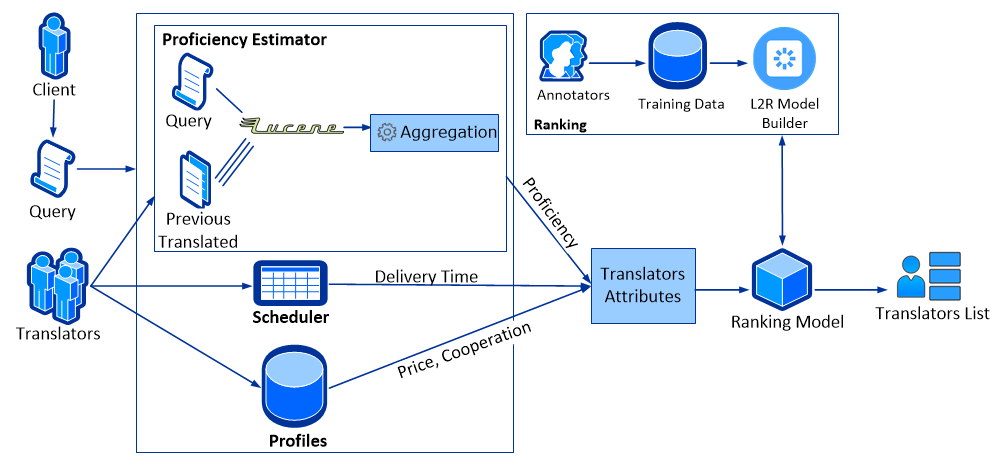 Client
Query
Translators
Proficiency Estimator
Query
Lucene
Aggregation
Previous
Translated
Scheduler
Profiles
Proficiency
Delivery Time
Price, Cooperation
Annotators
Training Data
L2R Model
Builder
Ranking
Translators
Attributes
Ranking Model
Translators List